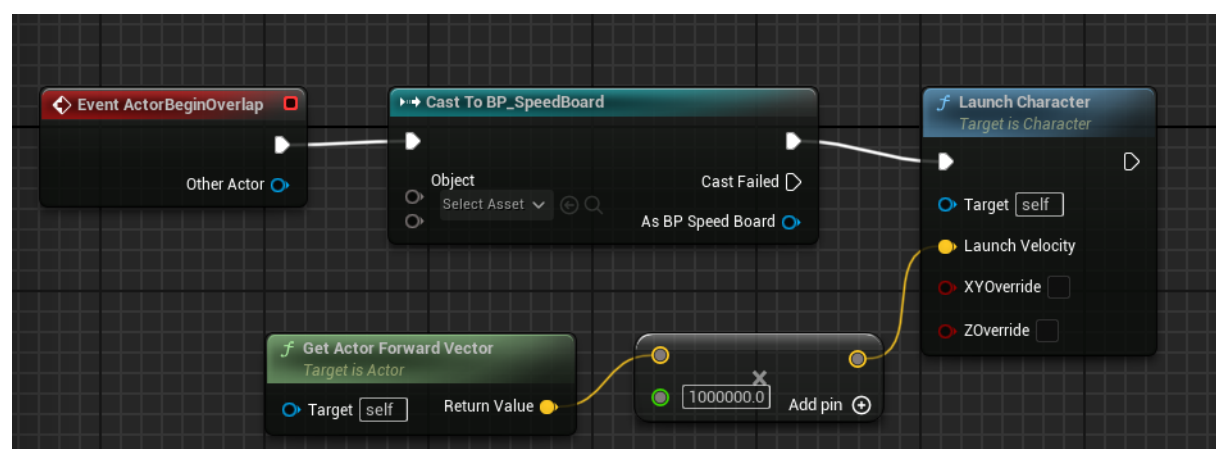 Event ActorBeginOverlap
Other Actor
Cast To BP_SpeedBoard
Object
Select Asset
Cast Failed
As BP Speed Board
Launch Character
Target is Character
Target self
Launch Velocity
XYOverride
ZOverride
Get Actor Forward Vector
Target is Actor
Target self
Return Value
1000000.0
Add pin